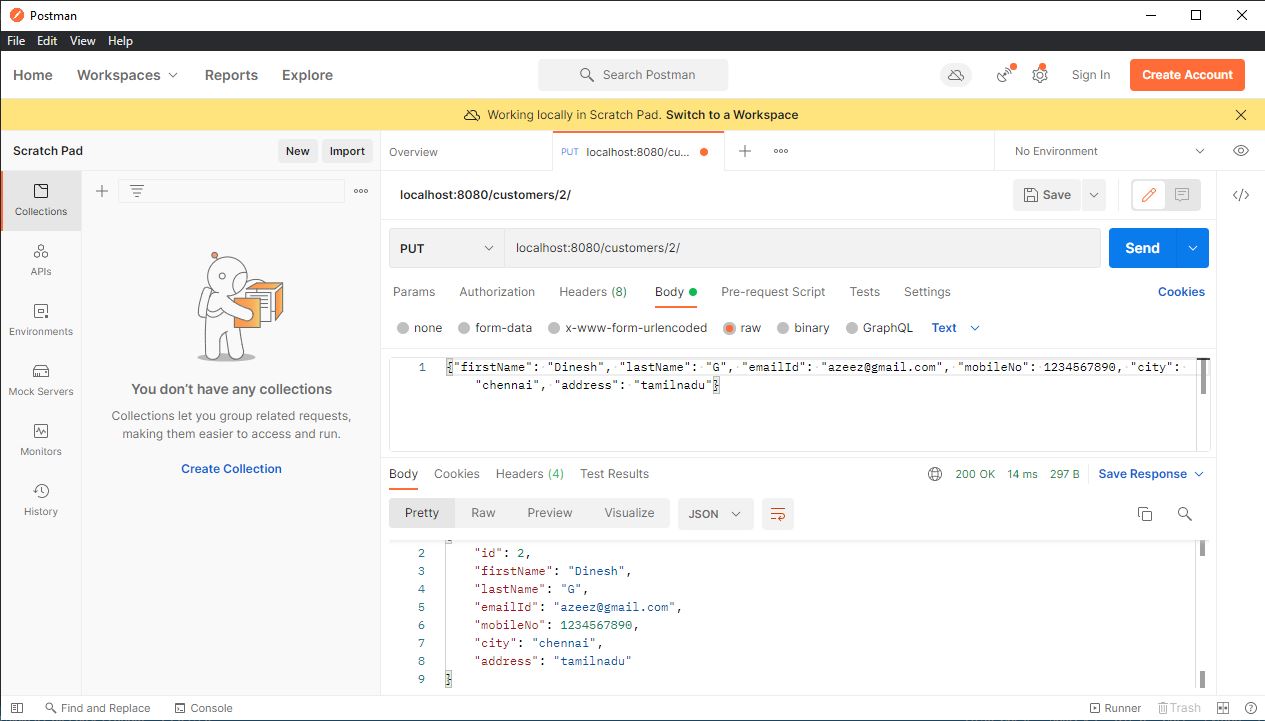 Postman
File Edit View Help
Home Workspaces Reports Explore Search Postman Sign In Create Account
Working locally in Scratch Pad. Switch to a Workspace
Scratch Pad New Import Overview PUT localhost:8080/cu... No Environment
Collections
APIs
Environments
Mock Servers
Monitors
History
You don't have any collections
Collections let you group related requests,
making them easier to access and run.
Create Collection
localhost:8080/customers/2/ Save
PUT localhost:8080/customers/2/ Send
Params Authorization Headers (8) Body Pre-request Script Tests Settings Cookies
none form-data x-www-form-urlencoded raw binary GraphQL Text
1 {"firstName": "Dinesh", "lastName": "G", "emailId": "azeez@gmail.com", "mobileNo": 1234567890, "city":
"chennai", "address": "tamilnadu"}
Body Cookies Headers (4) Test Results 200 OK 14 ms 297 B Save Response
Pretty Raw Preview Visualize JSON
2 "id": 2,
3 "firstName": "Dinesh",
4 "lastName": "G",
5 "emailId": "azeez@gmail.com",
6 "mobileNo": 1234567890,
7 "city": "chennai",
8 "address": "tamilnadu"
9 }
Find and Replace Console Runner Trash